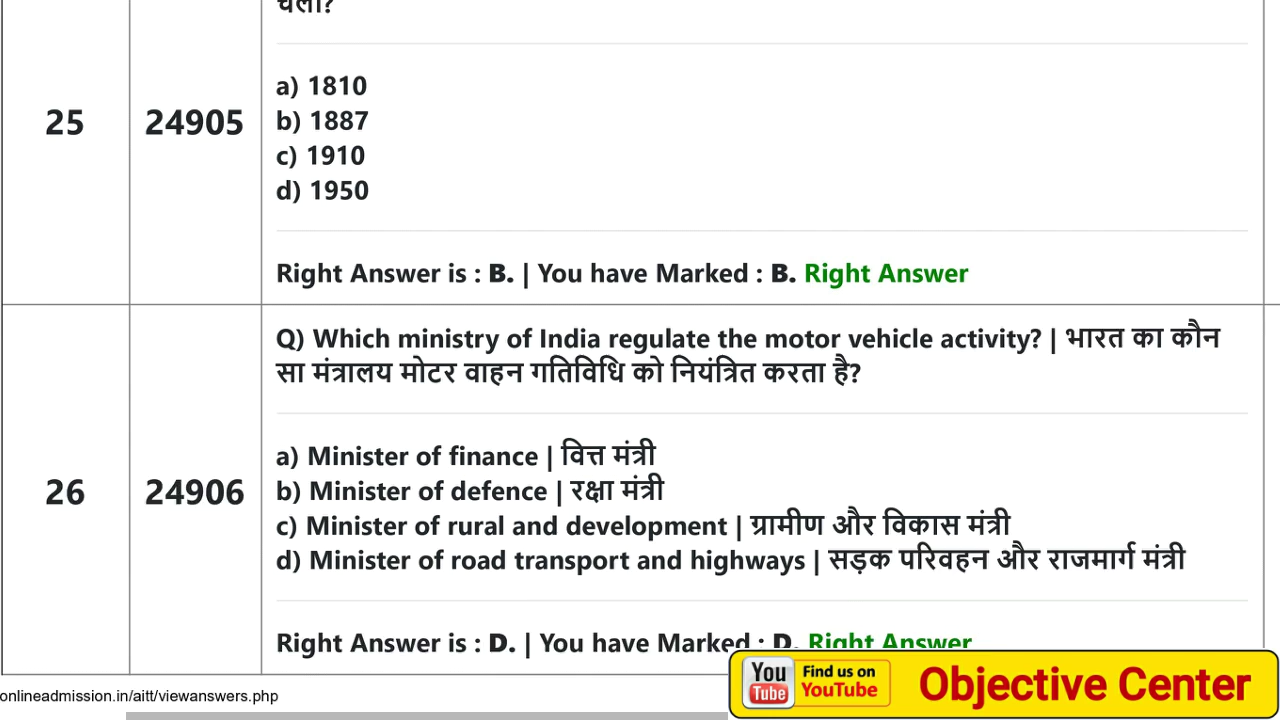 चला?
a) 1810
b) 1887
c) 1910
d) 1950
25
24905
Right Answer is : B. | You have Marked : B. Right Answer
Q) Which ministry of India regulate the motor vehicle activity? | भारत का कौन
सा मंत्रालय मोटर वाहन गतिविधि को नियंत्रित करता है?
a) Minister of finance | वित्त मंत्री
b) Minister of defence | रक्षा मंत्री
26
24906
c) Minister of rural and development | ग्रामीण और विकास मंत्री
d) Minister of road transport and highways | सड़क परिवहन और राजमार्ग मंत्री
Right Answer is : D. | You have Marked : D. Right Answer
onlineadmission.in/aitt/viewanswers.php
You
Tube
Find us on
YouTube
Objective Center